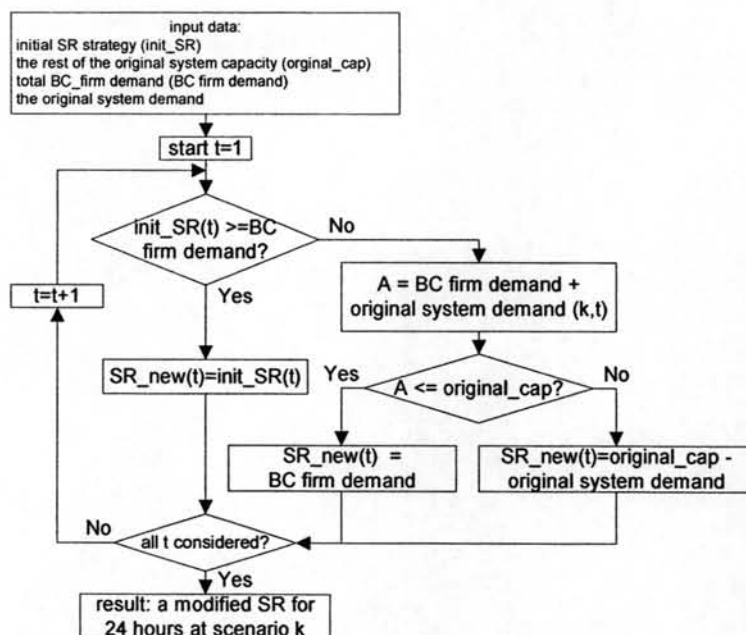 input data:
initial SR strategy (init_SR)
the rest of the original system capacity (orginal_cap)
total BC_firm demand (BC firm demand)
the original system demand
start t=1
init_SR(t) >=BC
firm demand?
No
Yes
t=t+1
A = BC firm demand +
original system demand (k,t)
SR_new(t)=init_SR(t)
Yes
A <= original_cap?
No
SR_new(t) =
BC firm demand
SR_new(t)=original_cap -
original system demand
No
all t considered?
Yes
result: a modified SR for
24 hours at scenario k